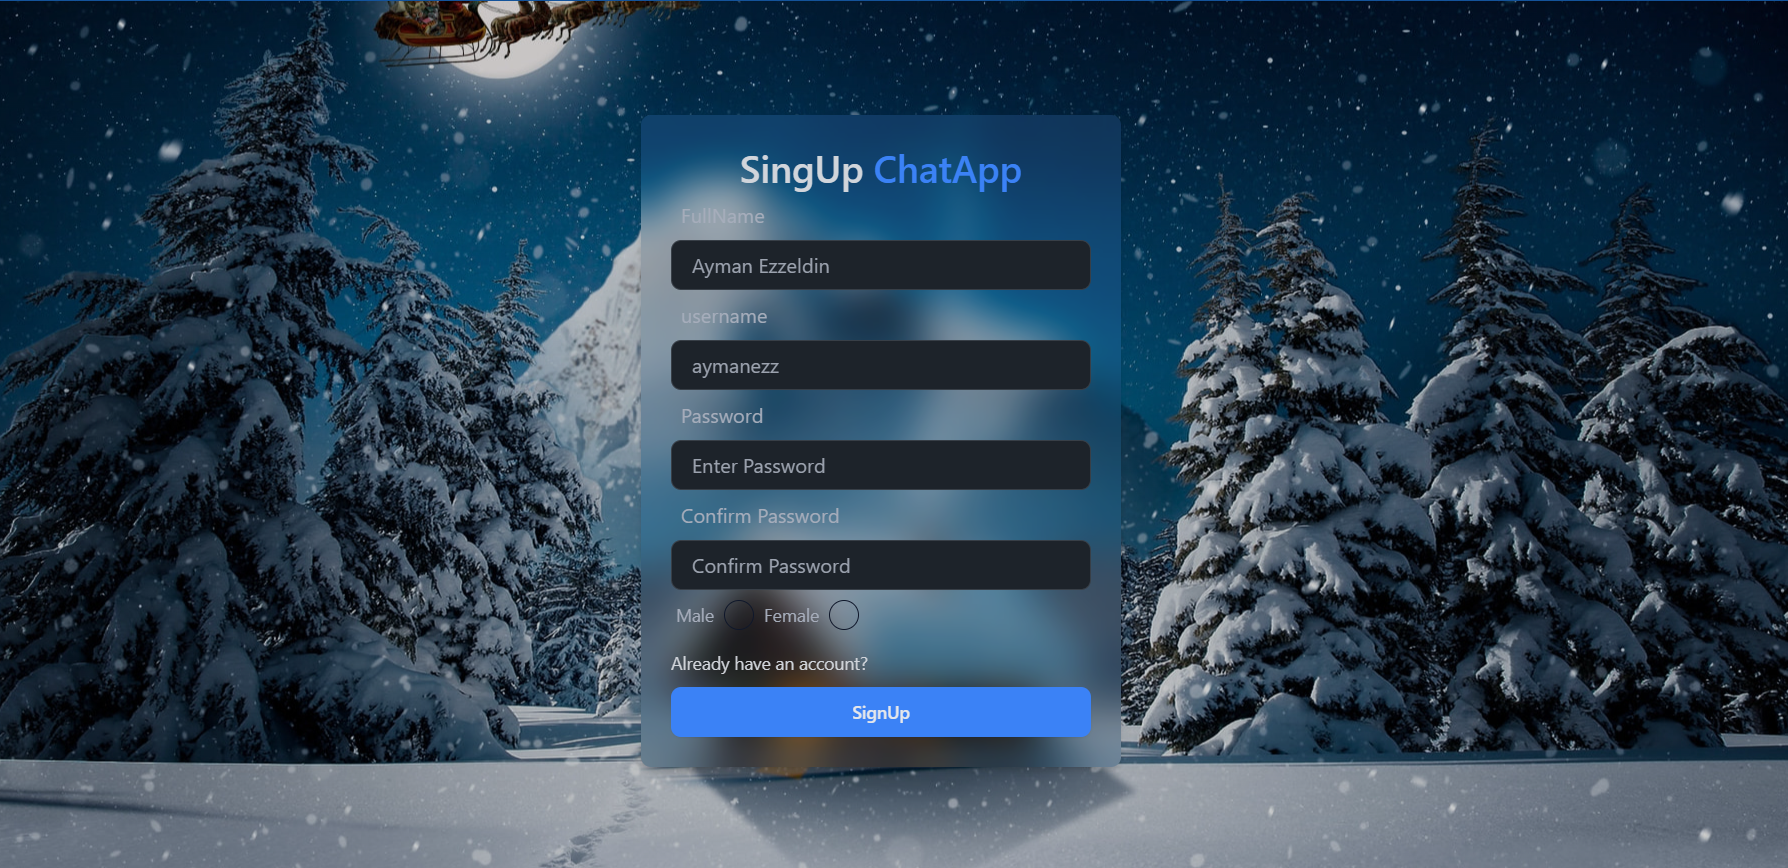 SingUp ChatApp
FullName
Ayman Ezzeldin
username
aymanezz
Password
Enter Password
Confirm Password
Confirm Password
Male Female
Already have an account?
SignUp